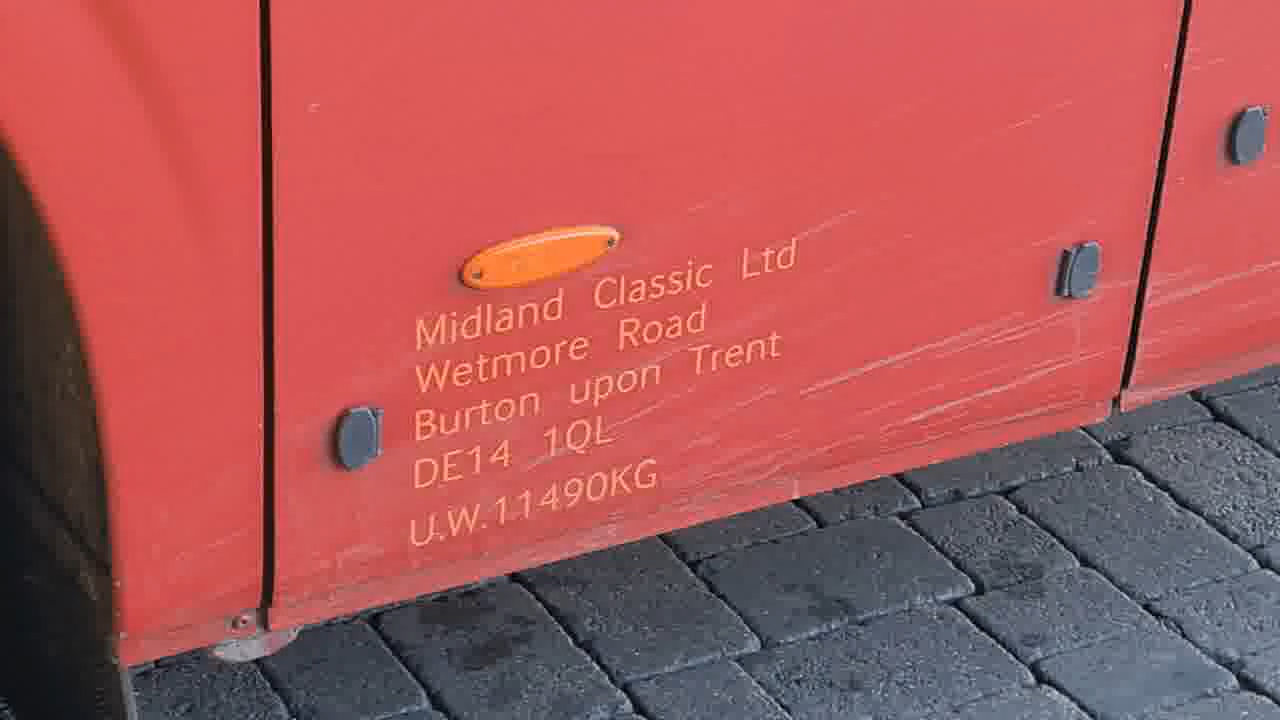 Midland Classic Ltd
Wetmore Road
Burton upon Trent
DE14 1QL
U.W.11490KG